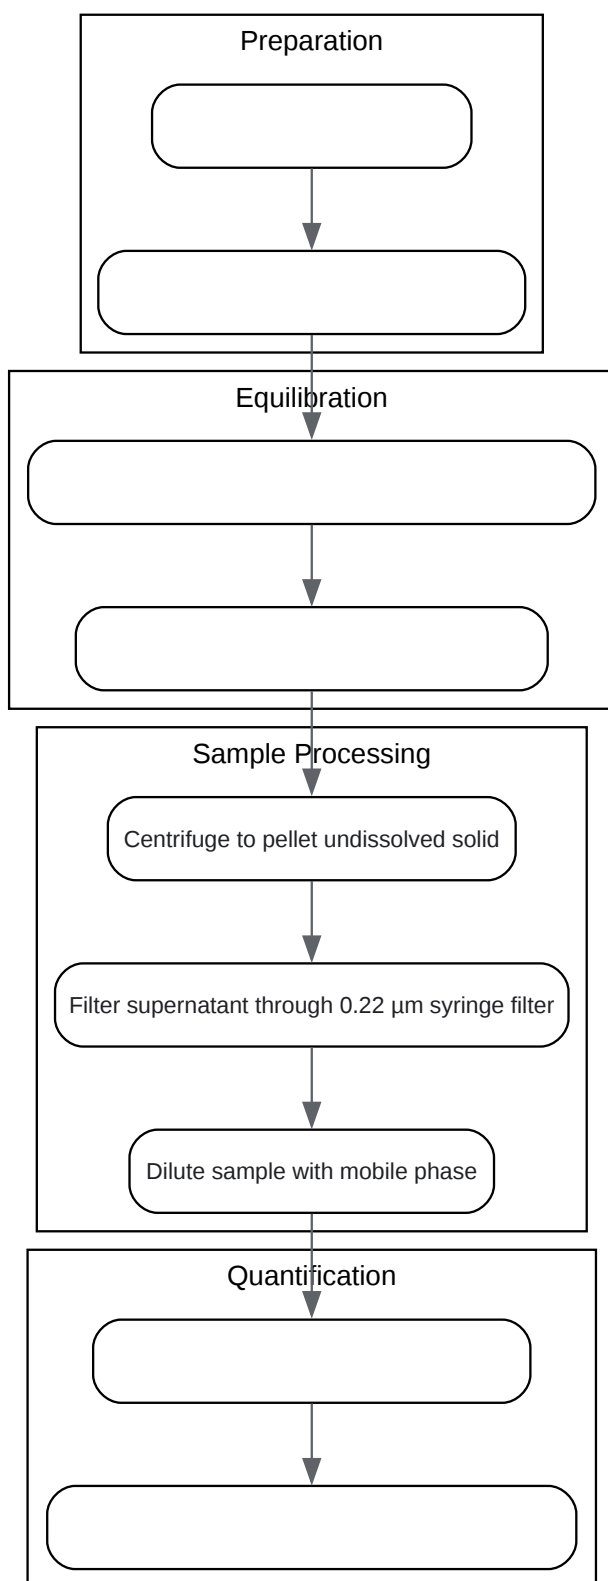 Preparation
Equilibration
Sample Processing
Centrifuge to pellet undissolved solid
Filter supernatant through 0.22 µm syringe filter
Dilute sample with mobile phase
Quantification